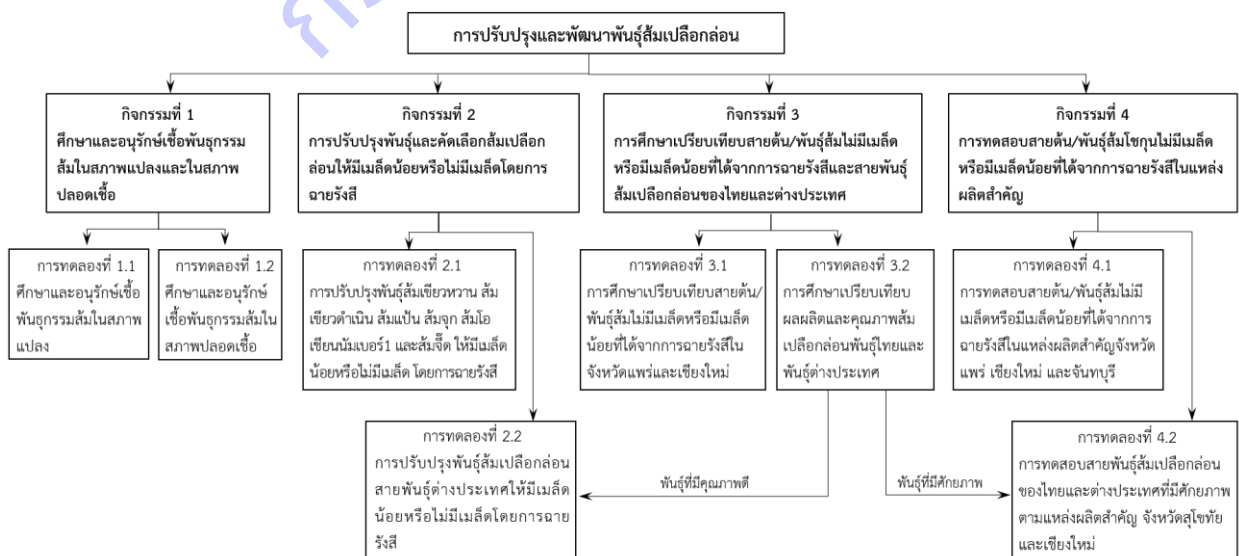 การปรับปรุงและพัฒนาพันธุ์ส้มเปลือกล่อน
กิจกรรมที่ 1
ศึกษาและอนุรักษ์เชื้อพันธุกรรม
ส้มในสภาพแปลงและในสภาพ
ปลอดเชื้อ
กิจกรรมที่ 2
การปรับปรุงพันธุ์และคัดเลือกส้มเปลือก
ล่อนให้มีเมล็ดน้อยหรือไม่มีเมล็ดโดยการ
ฉายรังสี
กิจกรรมที่ 3
การศึกษาเปรียบเทียบสายต้น/พันธุ์ส้มไม่มีเมล็ด
หรือมีเมล็ดน้อยที่ได้จากการฉายรังสีและสายพันธุ์
ส้มเปลือกล่อนของไทยและต่างประเทศ
กิจกรรมที่ 4
การทดสอบสายต้น/พันธุ์ส้มโชกุนไม่มีเมล็ด
หรือมีเมล็ดน้อยที่ได้จากการฉายรังสีในแหล่ง
ผลิตสำคัญ
การทดลองที่ 1.1
ศึกษาและอนุรักษ์เชื้อ
พันธุกรรมส้มในสภาพ
แปลง
การทดลองที่ 1.2
ศึกษาและอนุรักษ์
เชื้อพันธุกรรมส้มใน
สภาพปลอดเชื้อ
การทดลองที่ 2.1
การปรับปรุงพันธุ์ส้มเขียวหวาน ส้ม
เขียวดำเนิน ส้มแป้น ส้มจุก ส้มโอ
เชียนนัมเบอร์1 และส้มจี๊ด ให้มีเมล็ด
น้อยหรือไม่มีเมล็ด โดยการฉายรังสี
การทดลองที่ 3.1
การศึกษาเปรียบเทียบสายต้น/
พันธุ์ส้มไม่มีเมล็ดหรือมีเมล็ด
น้อยที่ได้จากการฉายรังสีใน
จังหวัดแพร่และเชียงใหม่
การทดลองที่ 3.2
การศึกษาเปรียบเทียบ
ผลผลิตและคุณภาพส้ม
เปลือกล่อนพันธุ์ไทยและ
พันธุ์ต่างประเทศ
การทดลองที่ 4.1
การทดสอบสายต้น/พันธุ์ส้มไม่มี
เมล็ดหรือมีเมล็ดน้อยที่ได้จากการ
ฉายรังสีในแหล่งผลิตสำคัญจังหวัด
แพร่ เชียงใหม่ และจันทบุรี
การทดลองที่ 2.2
การปรับปรุงพันธุ์ส้มเปลือกล่อน
สายพันธุ์ต่างประเทศให้มีเมล็ด
น้อยหรือไม่มีเมล็ดโดยการฉาย
รังสี
พันธุ์ที่มีคุณภาพดี
พันธุ์ที่มีศักยภาพ
การทดลองที่ 4.2
การทดสอบสายพันธุ์ส้มเปลือกล่อน
ของไทยและต่างประเทศที่มีศักยภาพ
ตามแหล่งผลิตสำคัญ จังหวัดสุโขทัย
และเชียงใหม่